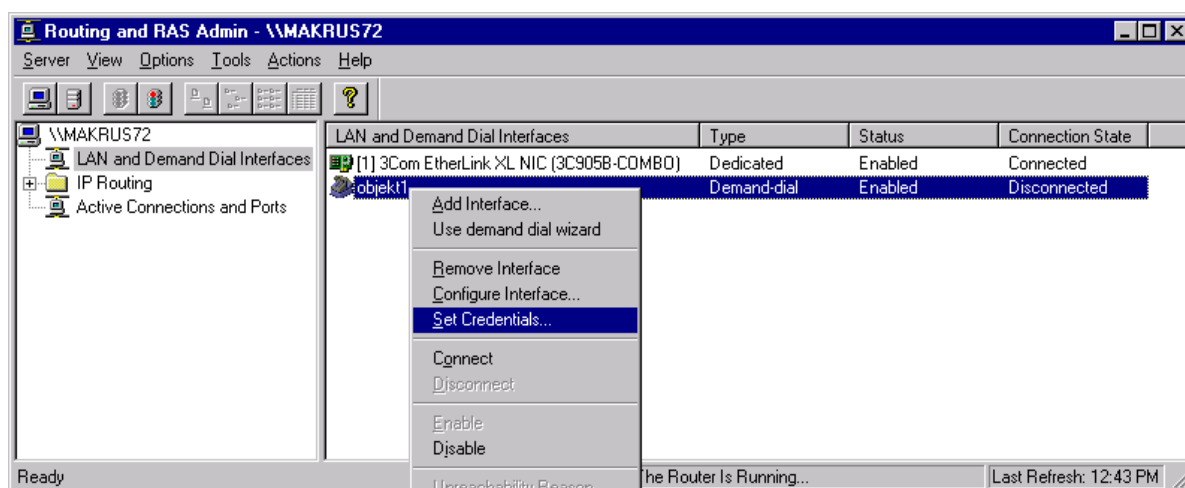 Routing and RAS Admin - \\MAKRUS72
Server View Options Tools Actions Help
\\MAKRUS72
LAN and Demand Dial Interfaces
IP Routing
Active Connections and Ports
LAN and Demand Dial Interfaces Type Status Connection State
[1] 3Com EtherLink XL NIC (3C905B-COMBO) Dedicated Enabled Connected
objekt1 Demand-dial Enabled Disconnected
Add Interface...
Use demand dial wizard
Remove Interface
Configure Interface...
Set Credentials...
Connect
Disconnect
Enable
Disable
Unreachability Reason
Ready he Router Is Running... Last Refresh: 12:43 PM